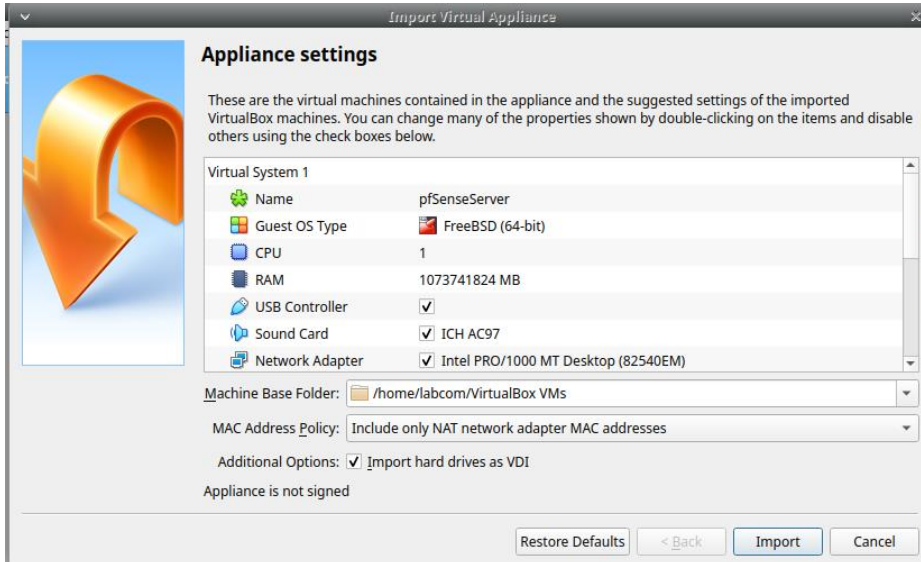 Import Virtual Appliance
Appliance settings
These are the virtual machines contained in the appliance and the suggested settings of the imported
VirtualBox machines. You can change many of the properties shown by double-clicking on the items and disable
others using the check boxes below.
Virtual System 1
Name pfSenseServer
Guest OS Type FreeBSD (64-bit)
CPU 1
RAM 1073741824 MB
USB Controller
Sound Card ICH AC97
Network Adapter Intel PRO/1000 MT Desktop (82540EM)
Machine Base Folder: /home/labcom/VirtualBox VMs
MAC Address Policy: Include only NAT network adapter MAC addresses
Additional Options: Import hard drives as VDI
Appliance is not signed
Restore Defaults < Back Import Cancel